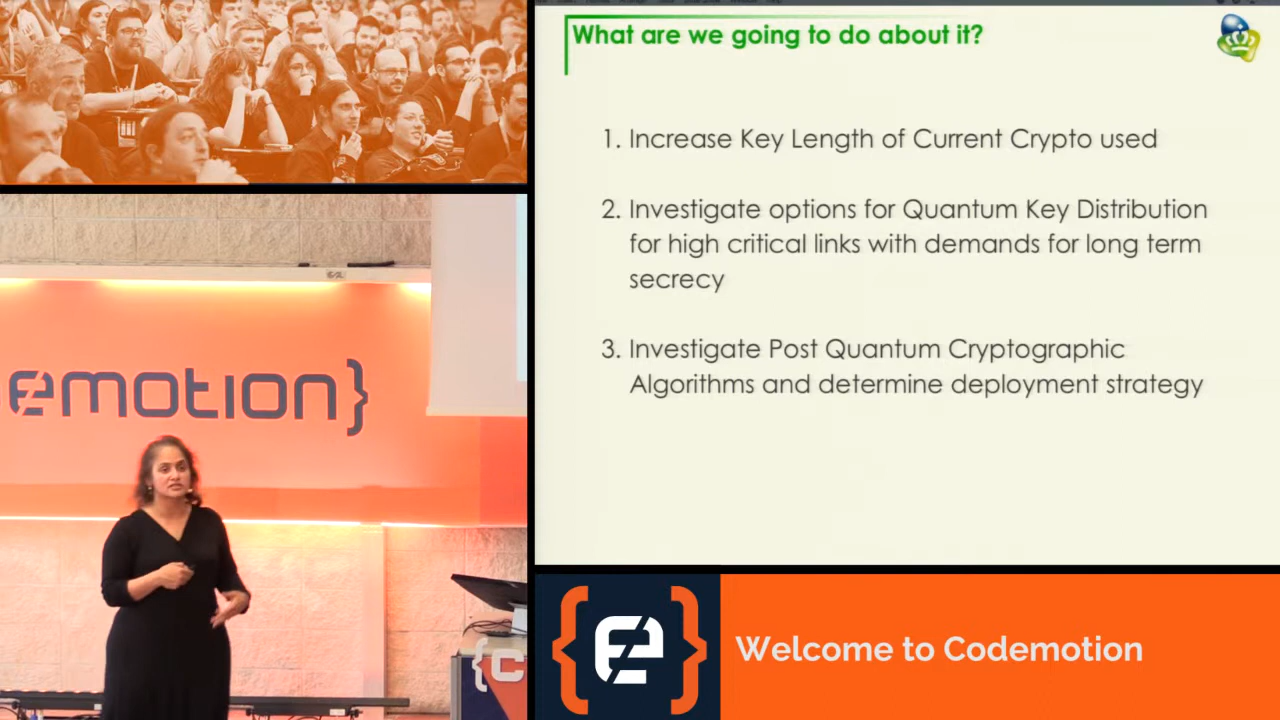 What are we going to do about it?
1. Increase Key Length of Current Crypto used
2. Investigate options for Quantum Key Distribution
for high critical links with demands for long term
secrecy
3. Investigate Post Quantum Cryptographic
Algorithms and determine deployment strategy
emotion}
{C
Welcome to Codemotion